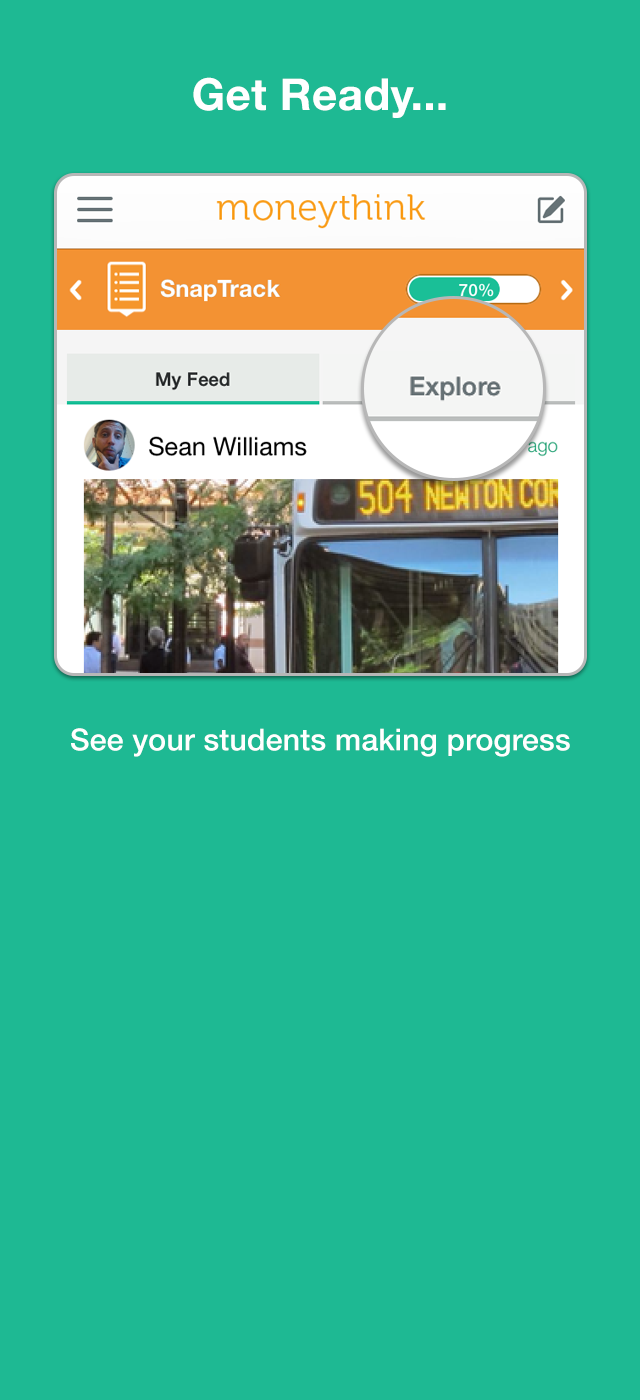 Get Ready...
moneythink
SnapTrack 70%
My Feed Explore
Sean Williams ago
504 NEWTON COR
See your students making progress